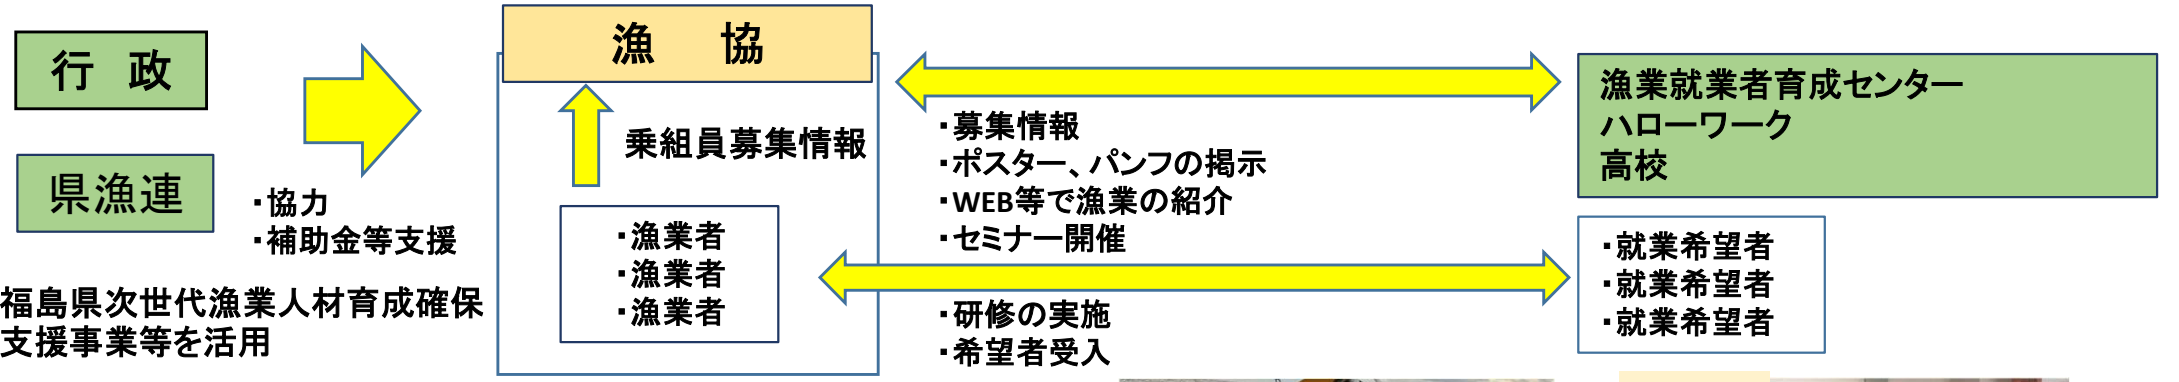 行　政
県漁連
・協力
・補助金等支援
福島県次世代漁業人材育成確保
支援事業等を活用
漁　協
乗組員募集情報
・漁業者
・漁業者
・漁業者
・募集情報
・ポスター、パンフの掲示
・WEB等で漁業の紹介
・セミナー開催
・研修の実施
・希望者受入
漁業就業者育成センター
ハローワーク
高校
・就業希望者
・就業希望者
・就業希望者